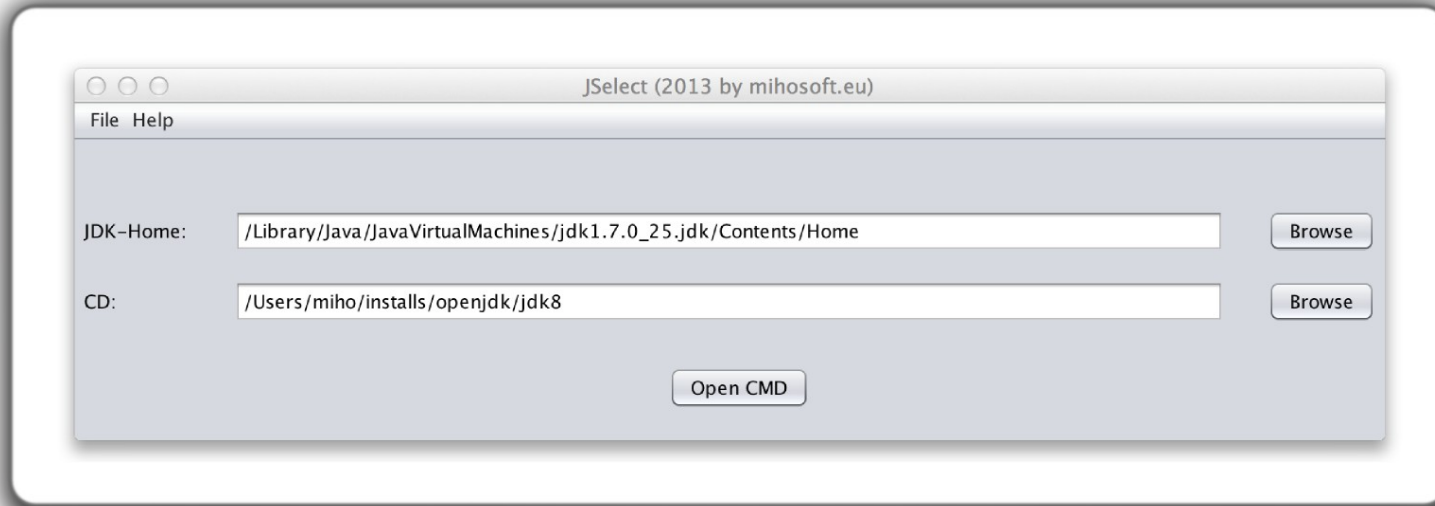 JSelect (2013 by mihosoft.eu)
File Help
JDK-Home: /Library/Java/JavaVirtualMachines/jdk1.7.0_25.jdk/Contents/Home Browse
CD: /Users/miho/installs/openjdk/jdk8 Browse
Open CMD